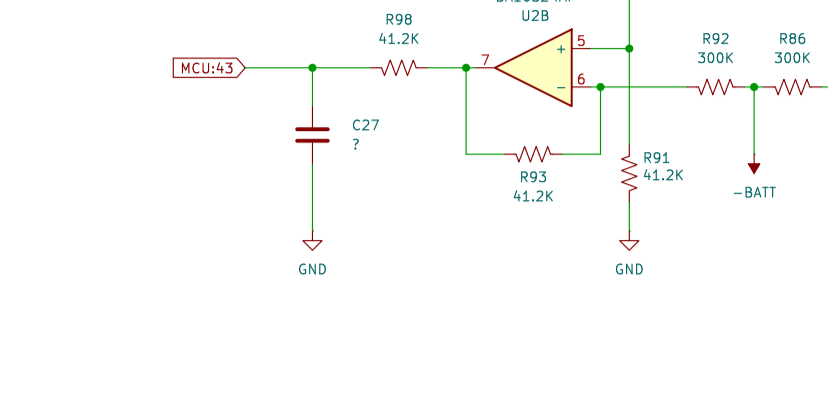 U2B
R98
41.2K
MCU:43
7
5
+
6
−
R92
300K
R86
300K
C27
?
R93
41.2K
R91
41.2K
−BATT
GND
GND